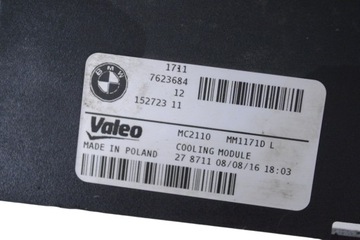 BMW
1711
7623684
12
152723 11
Valeo
MC2110 MM1171D L
MADE IN POLAND COOLING MODULE
27 8711 08/08/16 18:03